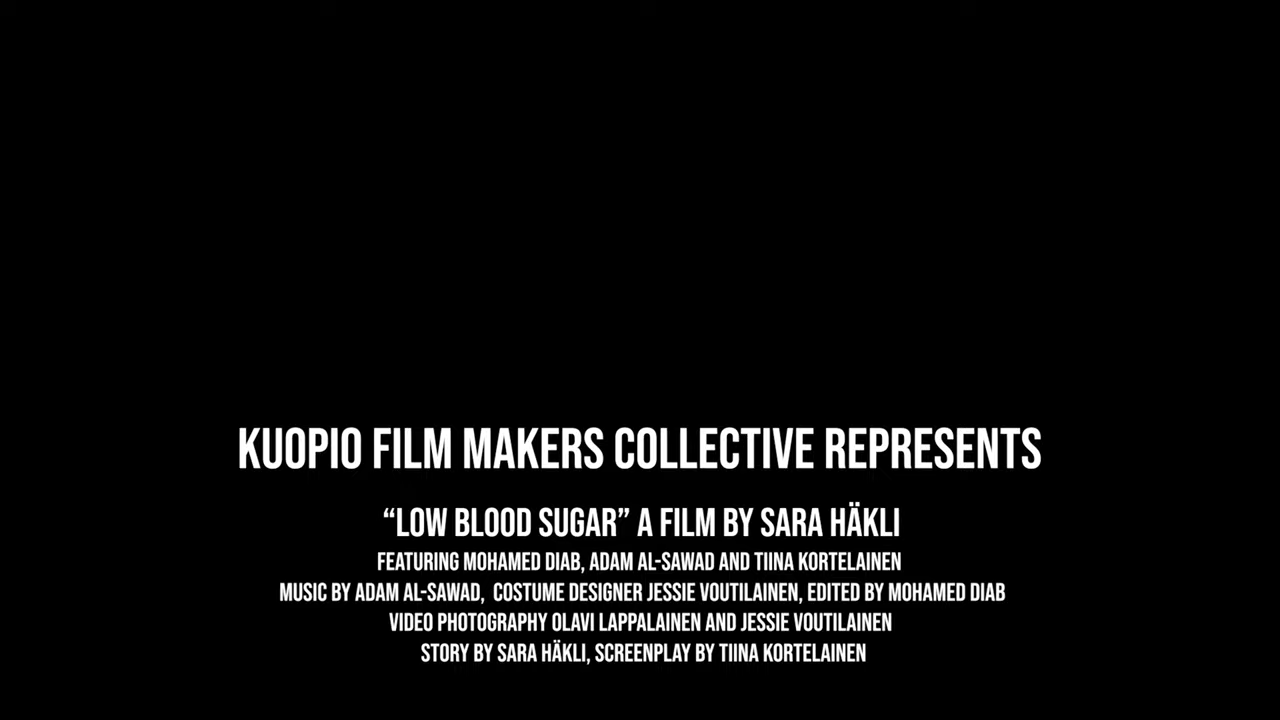 KUOPIO FILM MAKERS COLLECTIVE REPRESENTS
“LOW BLOOD SUGAR” A FILM BY SARA HÄKLI
FEATURING MOHAMED DIAB, ADAM AL-SAWAD AND TIINA KORTELAINEN
MUSIC BY ADAM AL-SAWAD, COSTUME DESIGNER JESSIE VOUTILAINEN, EDITED BY MOHAMED DIAB
VIDEO PHOTOGRAPHY OLAVI LAPPALAINEN AND JESSIE VOUTILAINEN
STORY BY SARA HÄKLI, SCREENPLAY BY TIINA KORTELAINEN